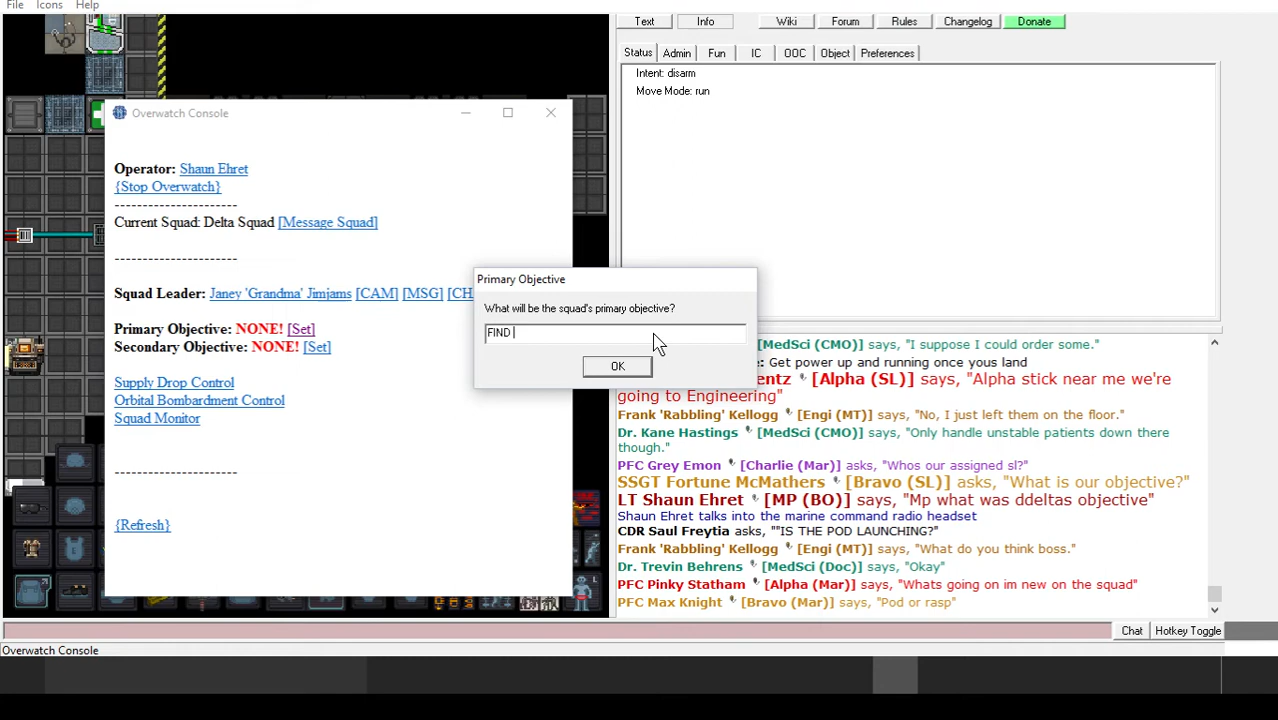 File Icons Help
Text Info Wiki Forum Rules Changelog Donate
Status Admin Fun IC OOC Object Preferences
Intent: disarm
Move Mode: run
Overwatch Console
Operator: Shaun Ehret
{Stop Overwatch}
----------------------
Current Squad: Delta Squad [Message Squad]
----------------------
Squad Leader: Janey 'Grandma' Jimjams [CAM] [MSG] [CH
Primary Objective: NONE! [Set]
Secondary Objective: NONE! [Set]
Supply Drop Control
Orbital Bombardment Control
Squad Monitor
----------------------
{Refresh}
Primary Objective
What will be the squad's primary objective?
FIND
OK
[MedSci (CMO)] says, "I suppose I could order some."
: Get power up and running once yours land
entz [Alpha (SL)] says, "Alpha stick near me we're
going to Engineering"
Frank 'Rabbling' Kellogg [Engi (MT)] says, "No, I just left them on the floor."
Dr. Kane Hastings [MedSci (CMO)] says, "Only handle unstable patients down there
though."
PFC Grey Emon [Charlie (Mar)] asks, "Whos our assigned sl?"
SSGT Fortune McMathers [Bravo (SL)] asks, "What is our objective?"
LT Shaun Ehret [MP (BO)] says, "Mp what was ddeltas objective"
Shaun Ehret talks into the marine command radio headset
CDR Saul Freytia asks, ""IS THE POD LAUNCHING?"
Frank 'Rabbling' Kellogg [Engi (MT)] says, "What do you think boss."
Dr. Trevin Behrens [MedSci (Doc)] says, "Okay"
PFC Pinky Statham [Alpha (Mar)] says, "Whats going on im new on the squad"
PFC Max Knight [Bravo (Mar)] says, "Pod or rasp"
Chat Hotkey Toggle
Overwatch Console